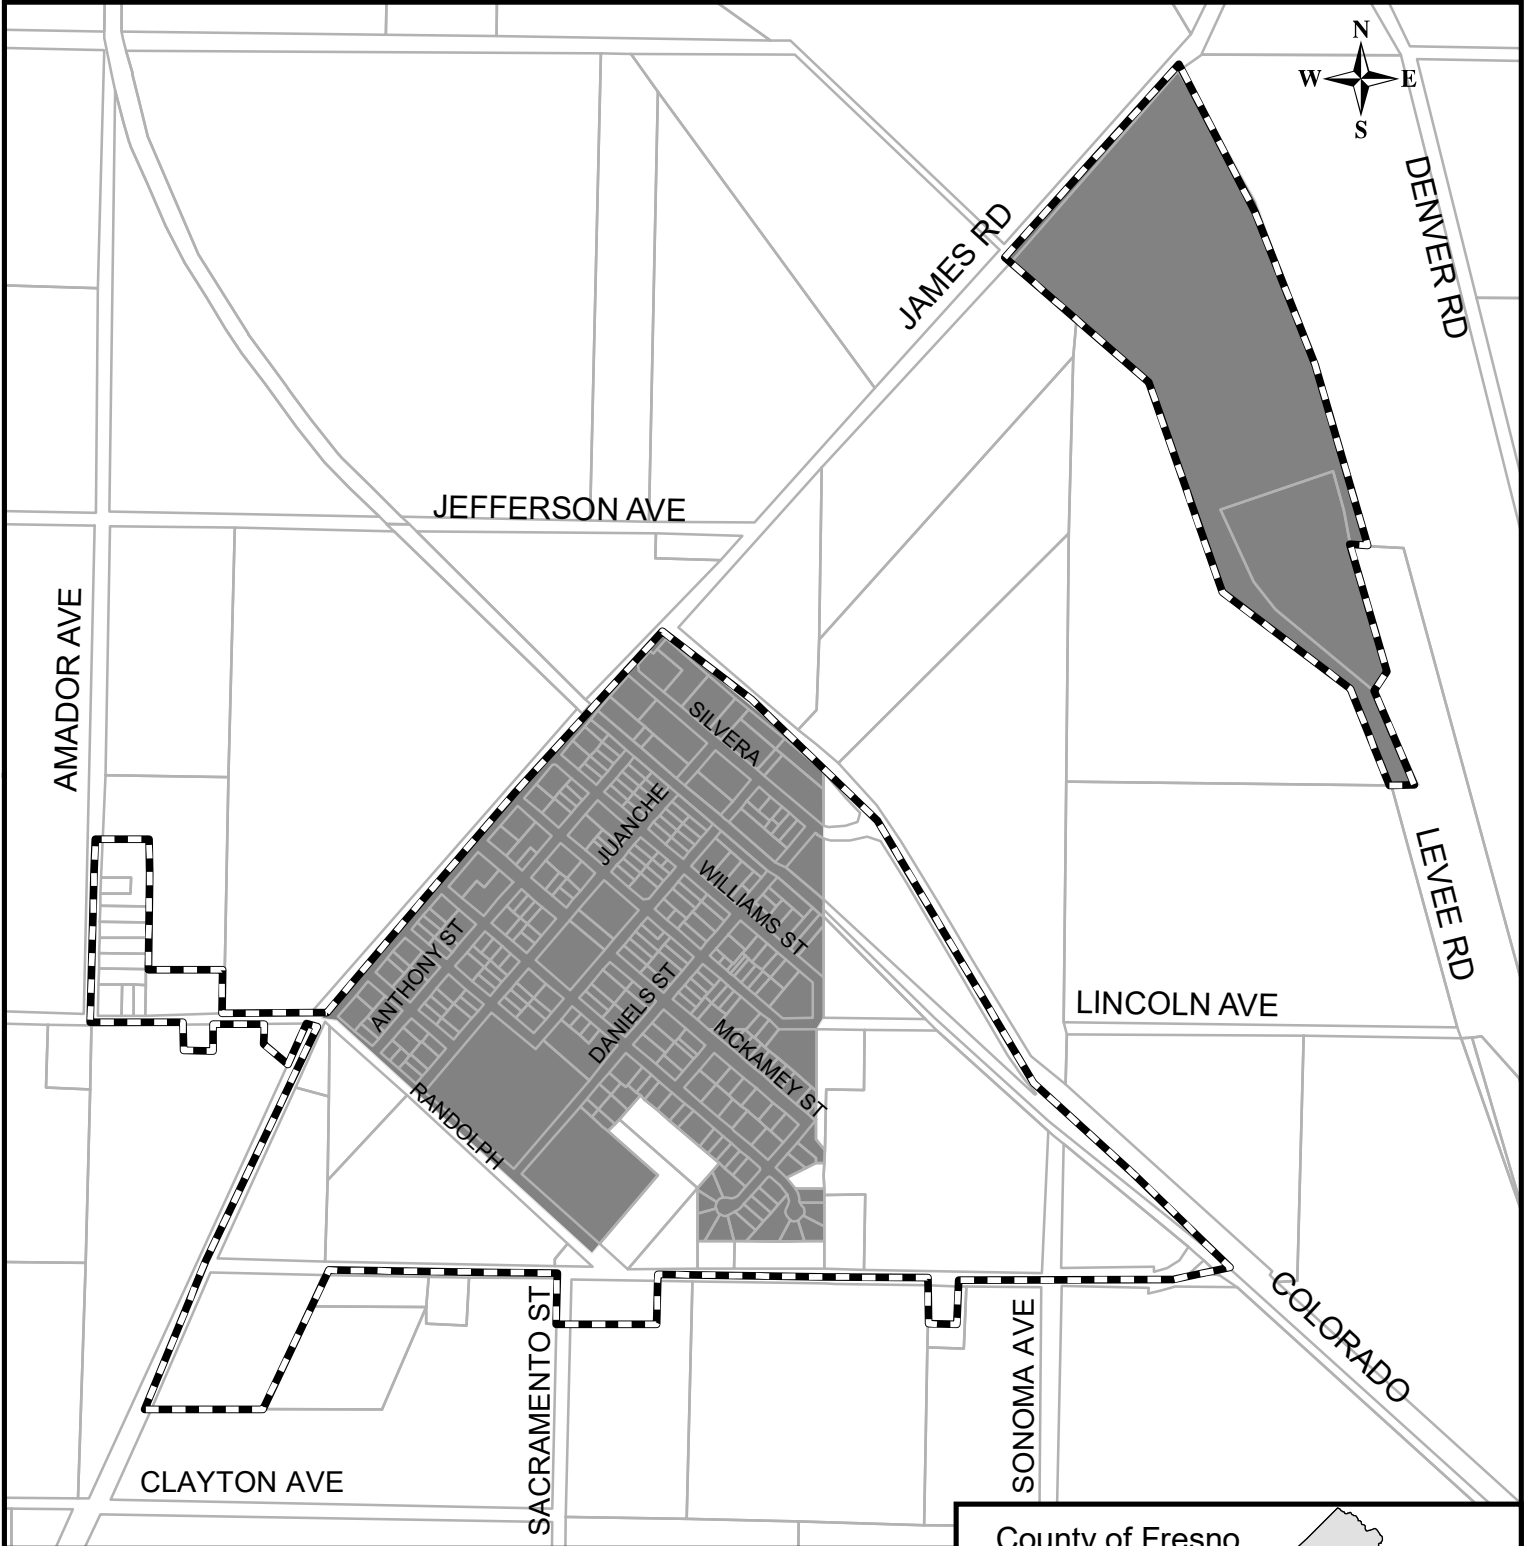 N
W E
S
DENVER RD
JAMES RD
JEFFERSON AVE
AMADOR AVE
SILVERA
JUANCHE
WILLIAMS ST
ANTHONY ST
DANIELS ST
MCKAMEY ST
RANDOLPH
LEVEE RD
LINCOLN AVE
COLORADO
SACRAMENTO ST
SONOMA AVE
CLAYTON AVE
County of Fresno